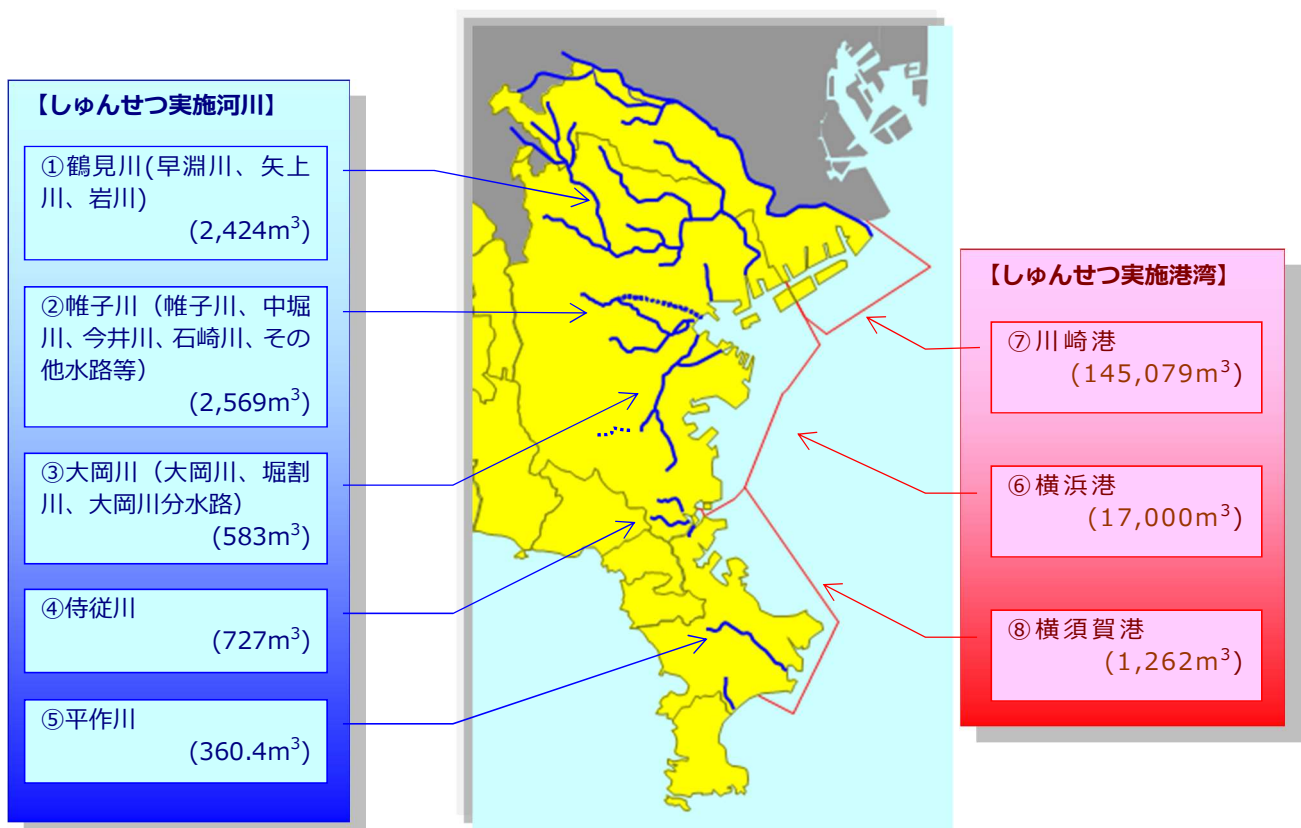 【しゅんせつ実施河川】
①鶴見川(早淵川、矢上
川、岩川)
(2,424m³)
②帷子川（帷子川、中堀
川、今井川、石崎川、その
他水路等）
(2,569m³)
③大岡川（大岡川、堀割
川、大岡川分水路）
(583m³)
④侍従川
(727m³)
⑤平作川
(360.4m³)
【しゅんせつ実施港湾】
⑦川崎港
(145,079m³)
⑥横浜港
(17,000m³)
⑧横須賀港
(1,262m³)